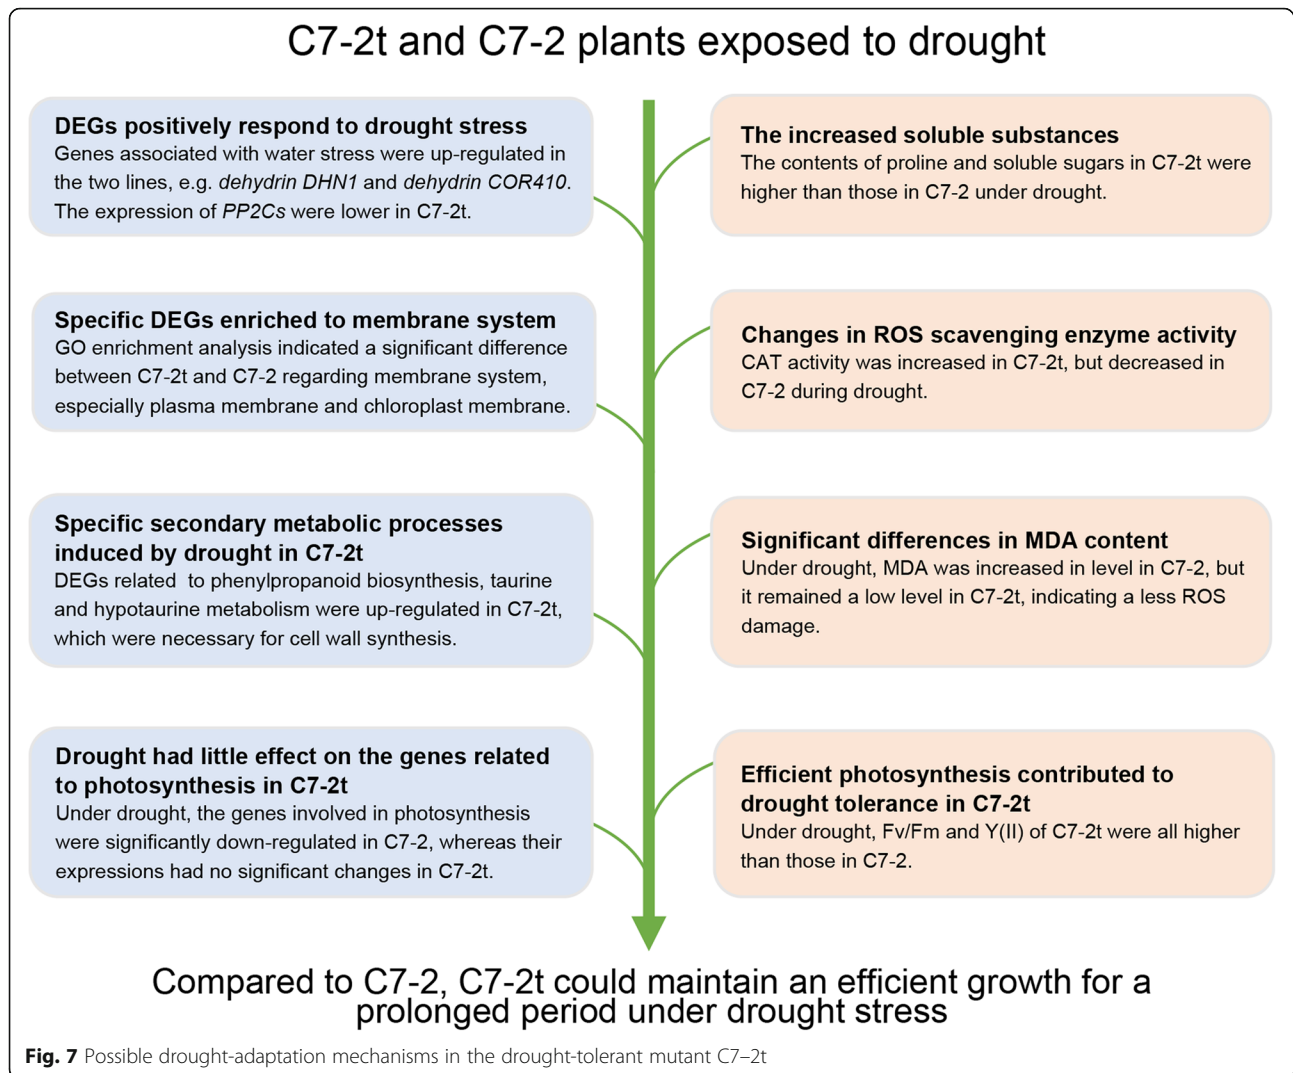 C7-2t and C7-2 plants exposed to drought
DEGs positively respond to drought stress
Genes associated with water stress were up-regulated in
the two lines, e.g. dehydrin DHN1 and dehydrin COR410.
The expression of PP2Cs were lower in C7-2t.
The increased soluble substances
The contents of proline and soluble sugars in C7-2t were
higher than those in C7-2 under drought.
Specific DEGs enriched to membrane system
GO enrichment analysis indicated a significant difference
between C7-2t and C7-2 regarding membrane system,
especially plasma membrane and chloroplast membrane.
Changes in ROS scavenging enzyme activity
CAT activity was increased in C7-2t, but decreased in
C7-2 during drought.
Specific secondary metabolic processes
induced by drought in C7-2t
DEGs related to phenylpropanoid biosynthesis, taurine
and hypotaurine metabolism were up-regulated in C7-2t,
which were necessary for cell wall synthesis.
Significant differences in MDA content
Under drought, MDA was increased in level in C7-2, but
it remained a low level in C7-2t, indicating a less ROS
damage.
Drought had little effect on the genes related
to photosynthesis in C7-2t
Under drought, the genes involved in photosynthesis
were significantly down-regulated in C7-2, whereas their
expressions had no significant changes in C7-2t.
Efficient photosynthesis contributed to
drought tolerance in C7-2t
Under drought, Fv/Fm and Y(II) of C7-2t were all higher
than those in C7-2.
Compared to C7-2, C7-2t could maintain an efficient growth for a
prolonged period under drought stress
Fig. 7 Possible drought-adaptation mechanisms in the drought-tolerant mutant C7–2t